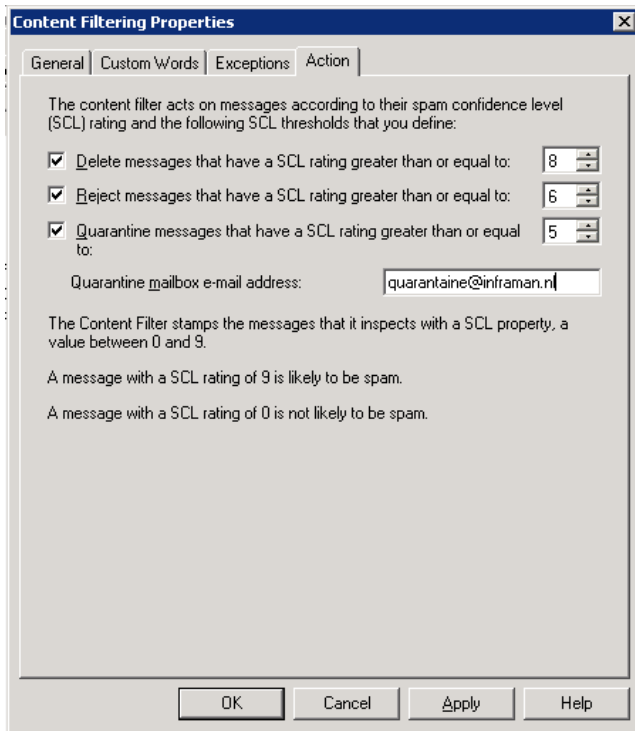 Content Filtering Properties
General
Custom Words
Exceptions
Action
The content filter acts on messages according to their spam confidence level
(SCL) rating and the following SCL thresholds that you define:
Delete messages that have a SCL rating greater than or equal to: 8
Reject messages that have a SCL rating greater than or equal to: 6
Quarantine messages that have a SCL rating greater than or equal 5
to:
Quarantine mailbox e-mail address: quarantaine@inframan.nl
The Content Filter stamps the messages that it inspects with a SCL property, a
value between 0 and 9.
A message with a SCL rating of 9 is likely to be spam.
A message with a SCL rating of 0 is not likely to be spam.
OK
Cancel
Apply
Help